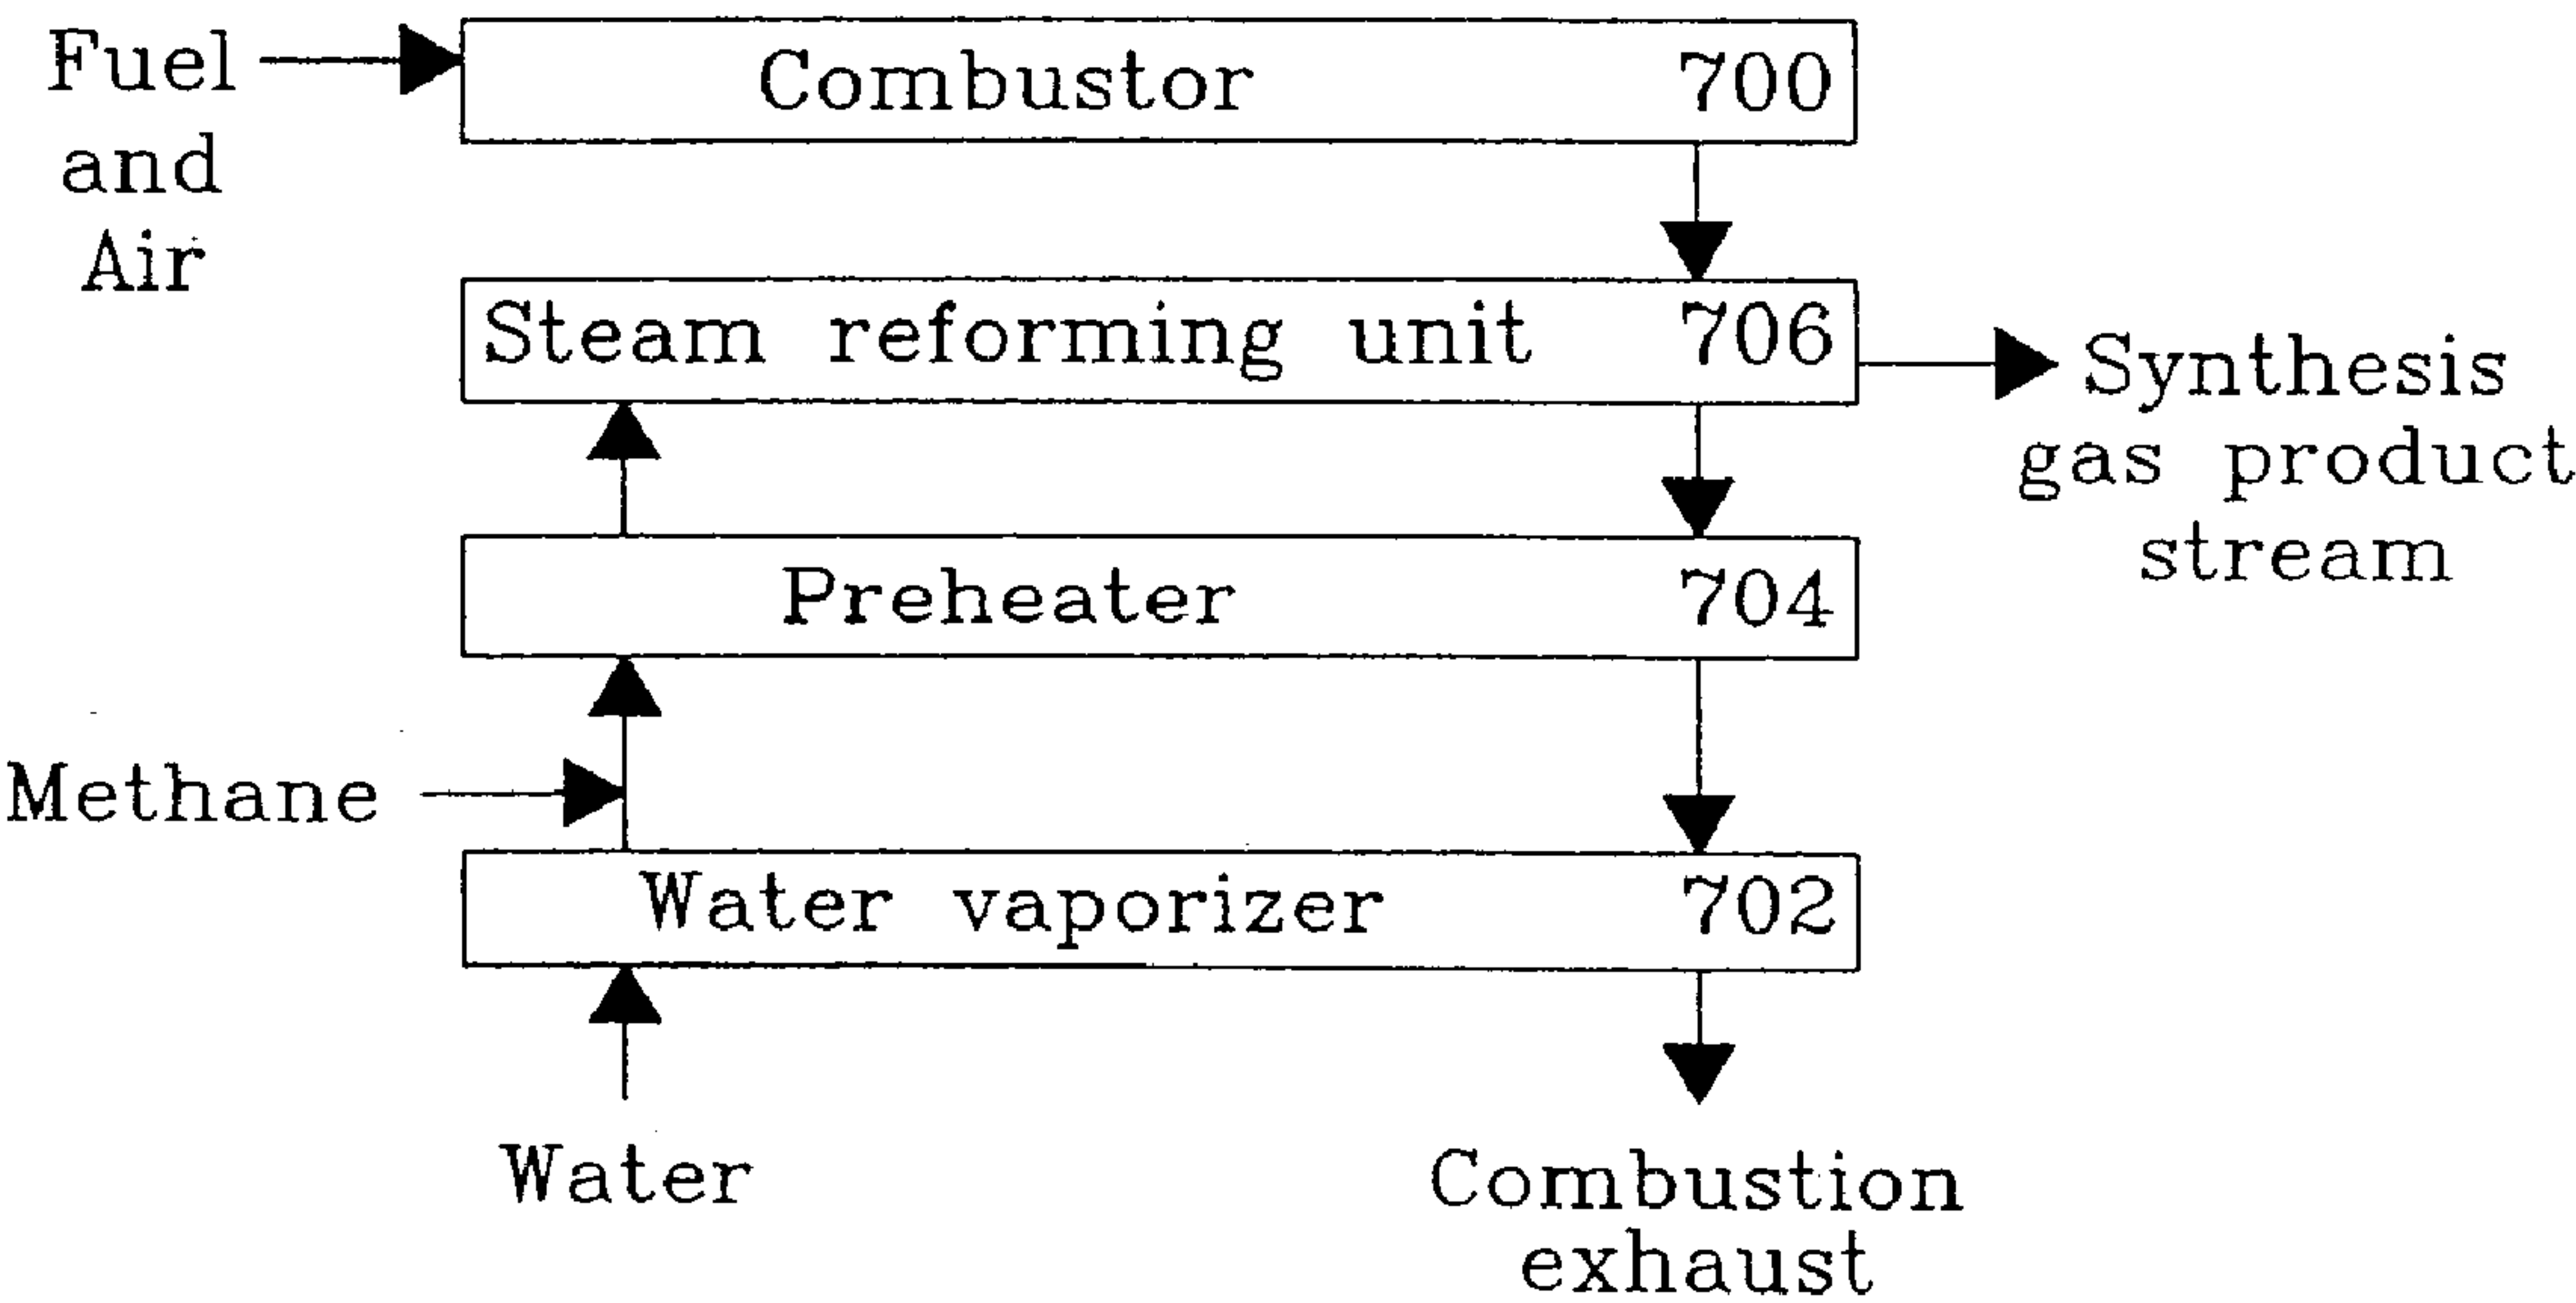 Fuel
and
Air
Combustor 700
Steam reforming unit 706
Synthesis
gas product
stream
Preheater 704
Methane
Water vaporizer 702
Water
Combustion
exhaust